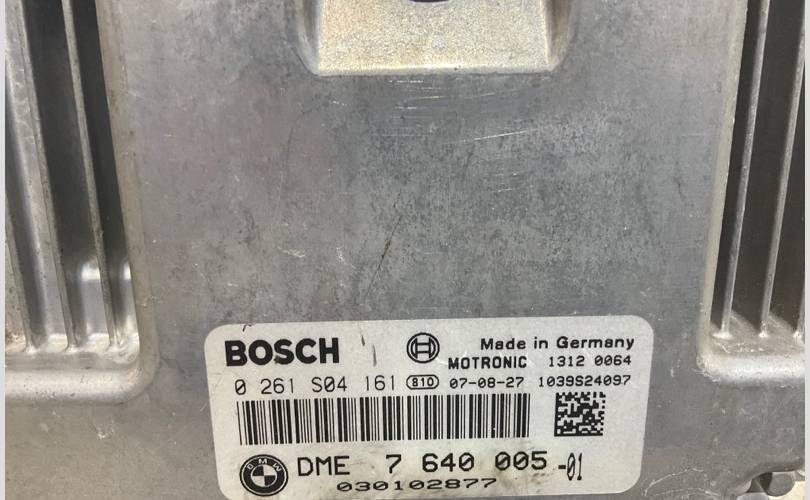 BOSCH Made in Germany
MOTRONIC 1312 0064
0 261 S04 161 810 07-08-27 1039S24097
BMW DME 7 640 005 -01
030102877